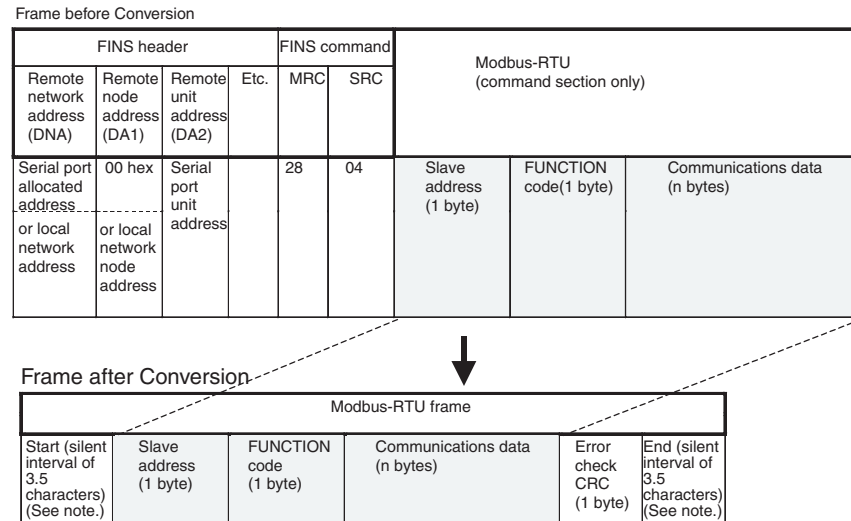 Frame before Conversion
FINS header
FINS command
Modbus-RTU
(command section only)
Remote
network
address
(DNA)
Remote
node
address
(DA1)
Remote
unit
address
(DA2)
Etc.
MRC
SRC
Serial port
allocated
address
or local
network
address
00 hex
or local
network
node
address
Serial
port
unit
address
28
04
Slave
address
(1 byte)
FUNCTION
code(1 byte)
Communications data
(n bytes)
Frame after Conversion
Modbus-RTU frame
Start (silent
interval of
3.5
characters)
(See note.)
Slave
address
(1 byte)
FUNCTION
code
(1 byte)
Communications data
(n bytes)
Error
check
CRC
(1 byte)
End (silent
interval of
3.5
characters)
(See note.)